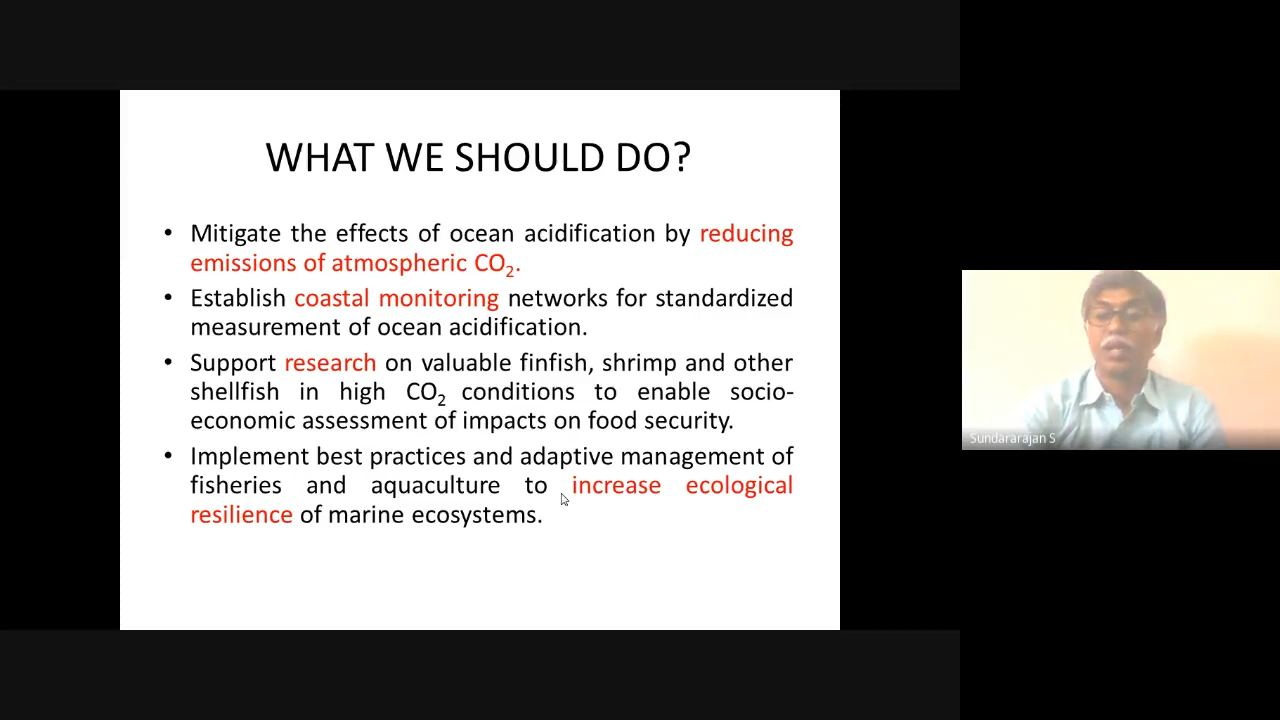 WHAT WE SHOULD DO?
• Mitigate the effects of ocean acidification by reducing
emissions of atmospheric CO₂.
• Establish coastal monitoring networks for standardized
measurement of ocean acidification.
• Support research on valuable finfish, shrimp and other
shellfish in high CO₂ conditions to enable socio-
economic assessment of impacts on food security.
• Implement best practices and adaptive management of
fisheries and aquaculture to increase ecological
resilience of marine ecosystems.
Sundararajan S